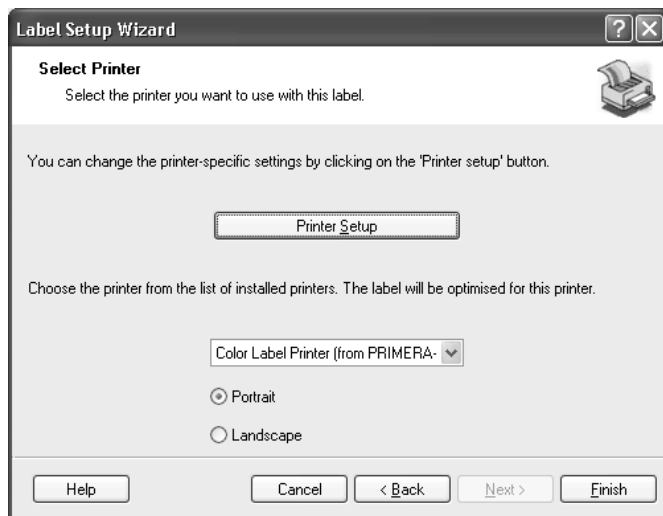 Label Setup Wizard
Select Printer
Select the printer you want to use with this label.
You can change the printer-specific settings by clicking on the 'Printer setup' button.
Printer Setup
Choose the printer from the list of installed printers. The label will be optimised for this printer.
Color Label Printer (from PRIMERA-
Portrait
Landscape
Help Cancel < Back Next > Finish